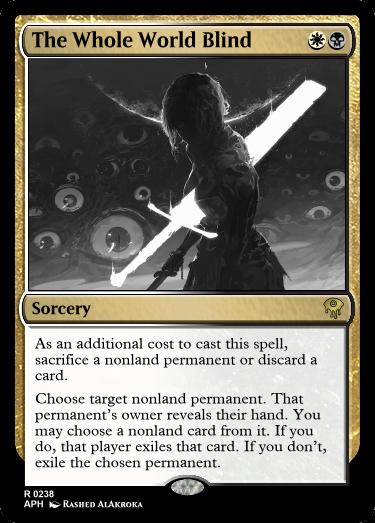 The Whole World Blind
Sorcery
As an additional cost to cast this spell,
sacrifice a nonland permanent or discard a
card.
Choose target nonland permanent. That
permanent's owner reveals their hand. You
may choose a nonland card from it. If you
do, that player exiles that card. If you don't,
exile the chosen permanent.
R 0238
APH Rashed AlAkroka